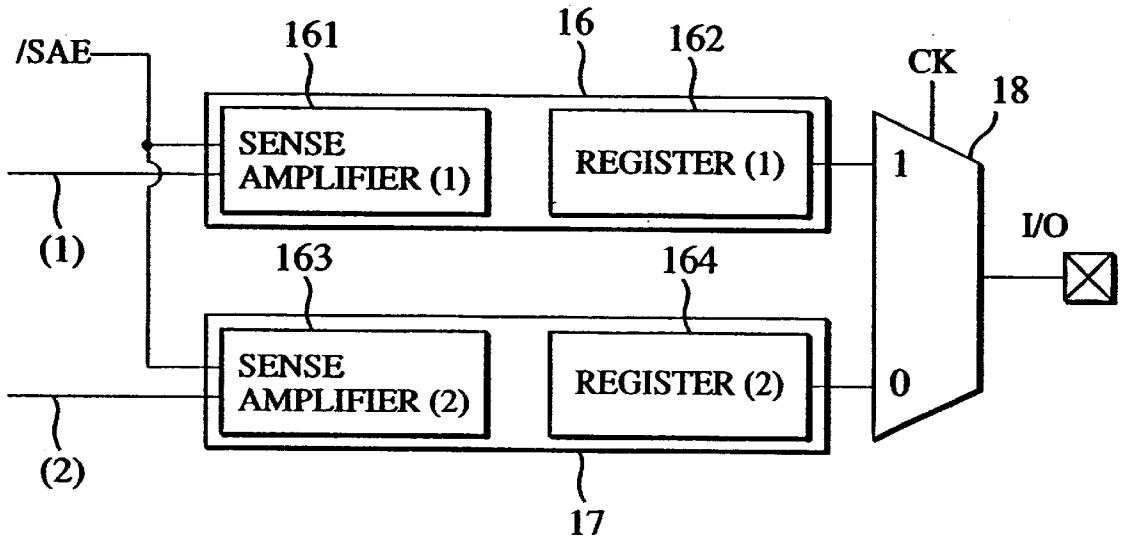 161
16
162
/SAE
CK
18
SENSE
AMPLIFIER (1)
REGISTER (1)
1
(1)
I/O
163
164
SENSE
AMPLIFIER (2)
REGISTER (2)
0
(2)
17